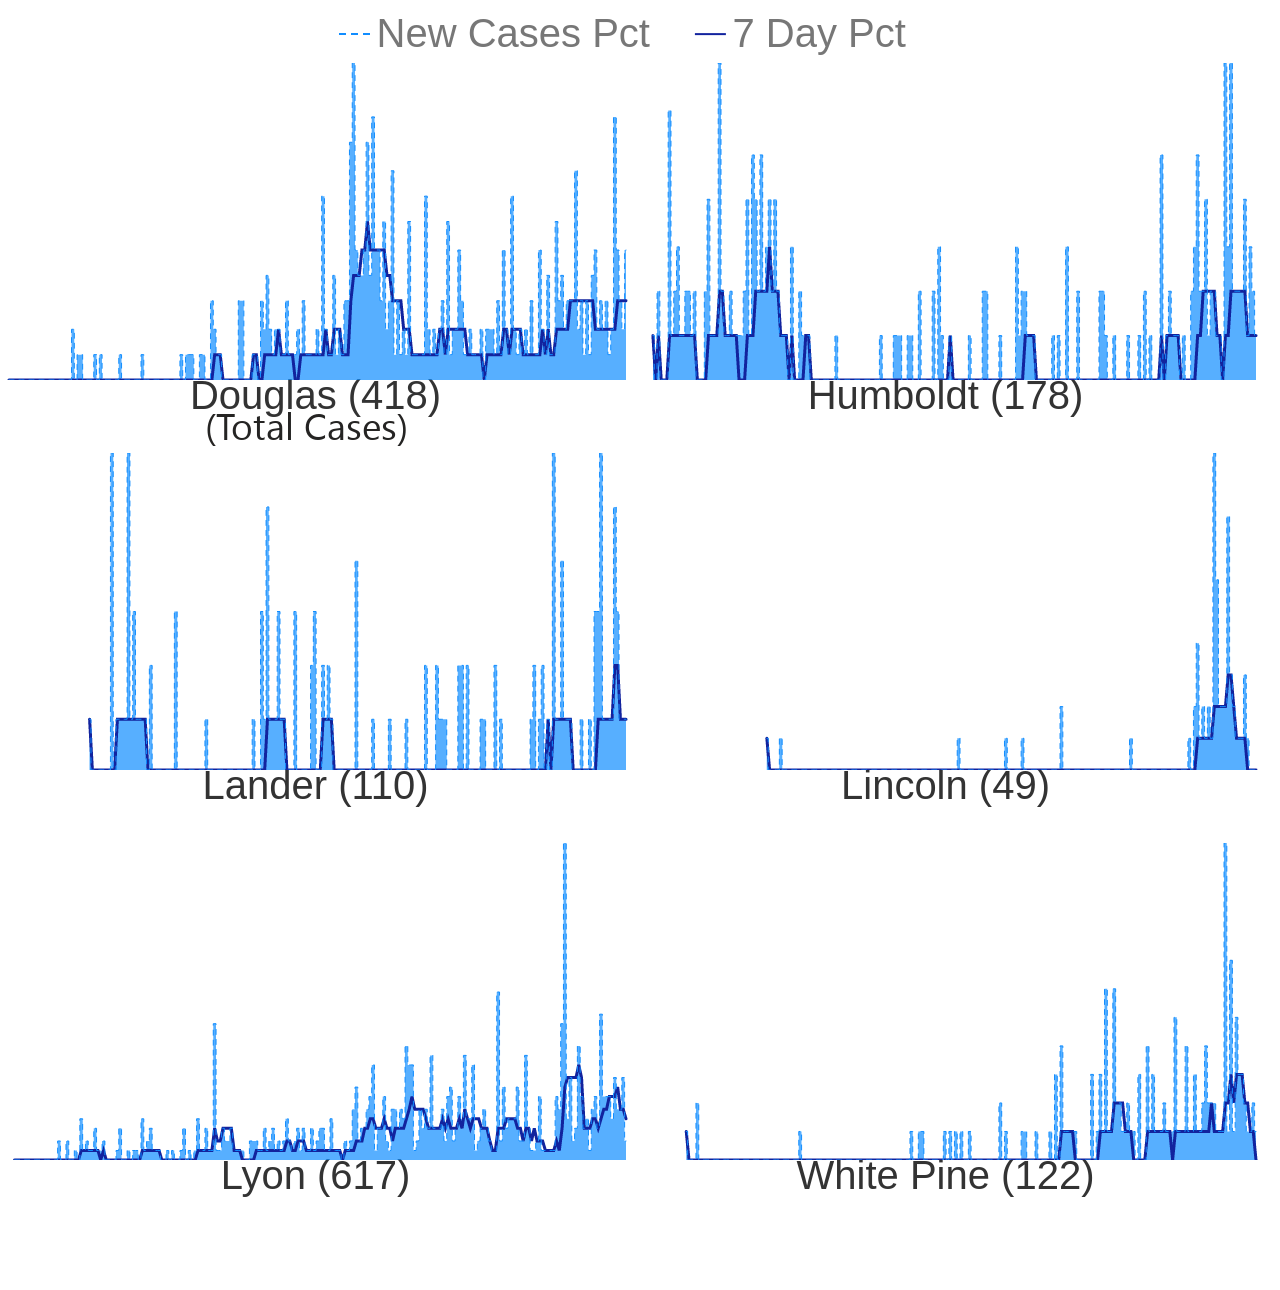 New Cases Pct 7 Day Pct
Douglas (418) Humboldt (178)
(Total Cases)
Lander (110) Lincoln (49)
Lyon (617) White Pine (122)